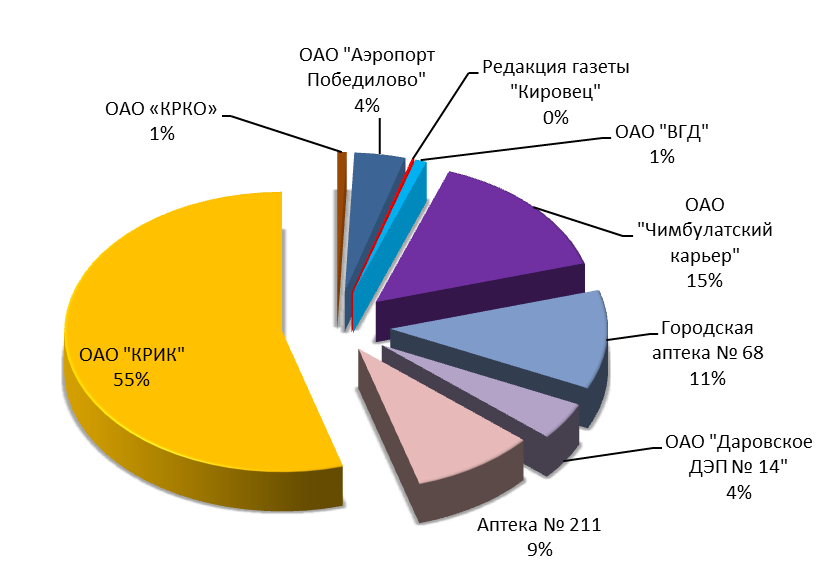 ОАО "Аэропорт
Победилово"
4%
Редакция газеты
"Кировец"
0%
ОАО «КРКО»
1%
ОАО "ВГД"
1%
ОАО
"Чимбулатский
карьер"
15%
Городская
аптека № 68
11%
ОАО "КРИК"
55%
ОАО "Даровское
ДЭП № 14"
4%
Аптека № 211
9%